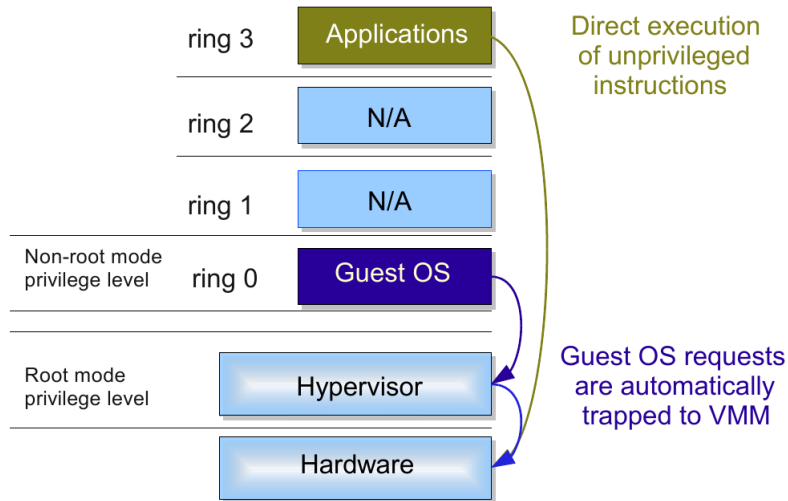 ring 3
Applications
Direct execution
of unprivileged
instructions
ring 2
N/A
ring 1
N/A
Non-root mode
privilege level
ring 0
Guest OS
Root mode
privilege level
Hypervisor
Guest OS requests
are automatically
trapped to VMM
Hardware